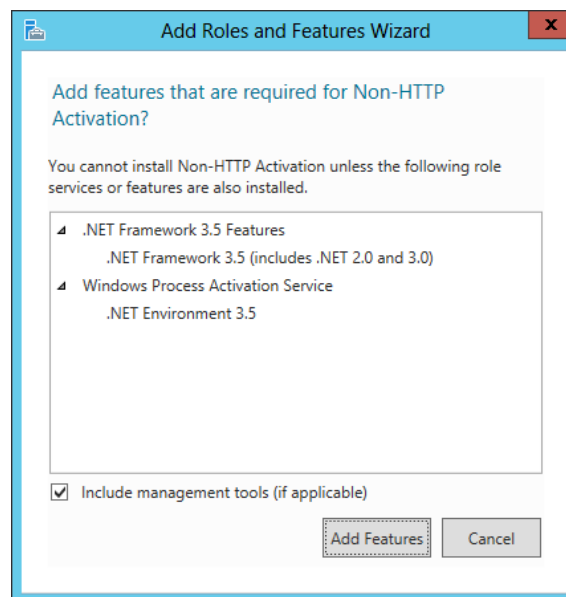 Add Roles and Features Wizard
x
Add features that are required for Non-HTTP
Activation?
You cannot install Non-HTTP Activation unless the following role
services or features are also installed.
.NET Framework 3.5 Features
.NET Framework 3.5 (includes .NET 2.0 and 3.0)
Windows Process Activation Service
.NET Environment 3.5
Include management tools (if applicable)
Add Features
Cancel